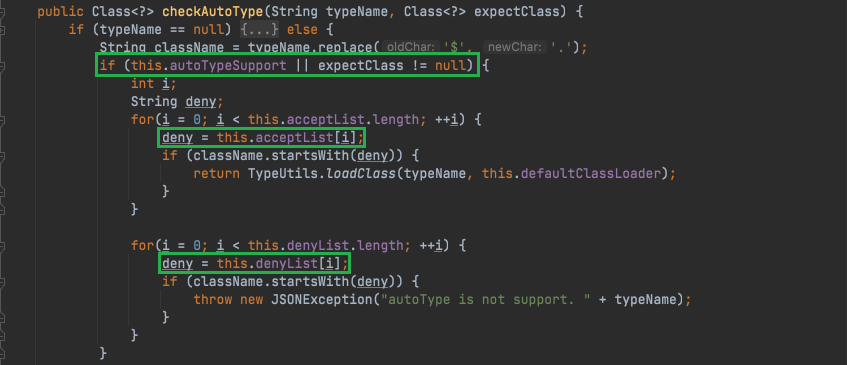 public Class<?> checkAutoType(String typeName, Class<?> expectClass) {
if (typeName == null) {...} else {
String className = typeName.replace( oldChar: '$', newChar: '.');
if (this.autoTypeSupport || expectClass != null) {
int i;
String deny;
for(i = 0; i < this.acceptList.length; ++i) {
deny = this.acceptList[i];
if (className.startsWith(deny)) {
return TypeUtils.loadClass(typeName, this.defaultClassLoader);
}
}
for(i = 0; i < this.denyList.length; ++i) {
deny = this.denyList[i];
if (className.startsWith(deny)) {
throw new JSONException("autoType is not support. " + typeName);
}
}
}